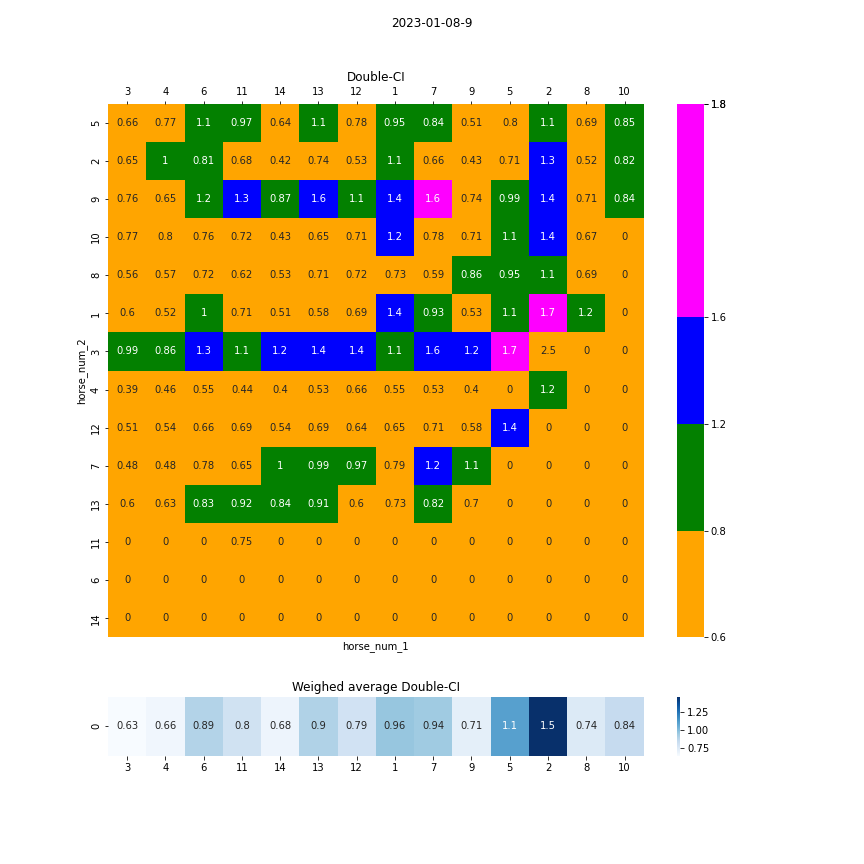 2023-01-08-9
Double-CI
3 4 6 11 14 13 12 1 7 9 5 2 8 10
5 0.66 0.77 1.1 0.97 0.64 1.1 0.78 0.95 0.84 0.51 0.8 1.1 0.69 0.85
2 0.65 1 0.81 0.68 0.42 0.74 0.53 1.1 0.66 0.43 0.71 1.3 0.52 0.82
9 0.76 0.65 1.2 1.3 0.87 1.6 1.1 1.4 1.6 0.74 0.99 1.4 0.71 0.84
10 0.77 0.8 0.76 0.72 0.43 0.65 0.71 1.2 0.78 0.71 1.1 1.4 0.67 0
8 0.56 0.57 0.72 0.62 0.53 0.71 0.72 0.73 0.59 0.86 0.95 1.1 0.69 0
1 0.6 0.52 1 0.71 0.51 0.58 0.69 1.4 0.93 0.53 1.1 1.7 1.2 0
3 0.99 0.86 1.3 1.1 1.2 1.4 1.4 1.1 1.6 1.2 1.7 2.5 0 0
4 0.39 0.46 0.55 0.44 0.4 0.53 0.66 0.55 0.53 0.4 0 1.2 0 0
12 0.51 0.54 0.66 0.69 0.54 0.69 0.64 0.65 0.71 0.58 1.4 0 0 0
7 0.48 0.48 0.78 0.65 1 0.99 0.97 0.79 1.2 1.1 0 0 0 0
13 0.6 0.63 0.83 0.92 0.84 0.91 0.6 0.73 0.82 0.7 0 0 0 0
11 0 0 0 0.75 0 0 0 0 0 0 0 0 0 0
6 0 0 0 0 0 0 0 0 0 0 0 0 0 0
14 0 0 0 0 0 0 0 0 0 0 0 0 0 0
horse_num_2
horse_num_1
1.8
1.6
1.2
0.8
0.6
Weighed average Double-CI
0 0.63 0.66 0.89 0.8 0.68 0.9 0.79 0.96 0.94 0.71 1.1 1.5 0.74 0.84
3 4 6 11 14 13 12 1 7 9 5 2 8 10
1.25
1.00
0.75